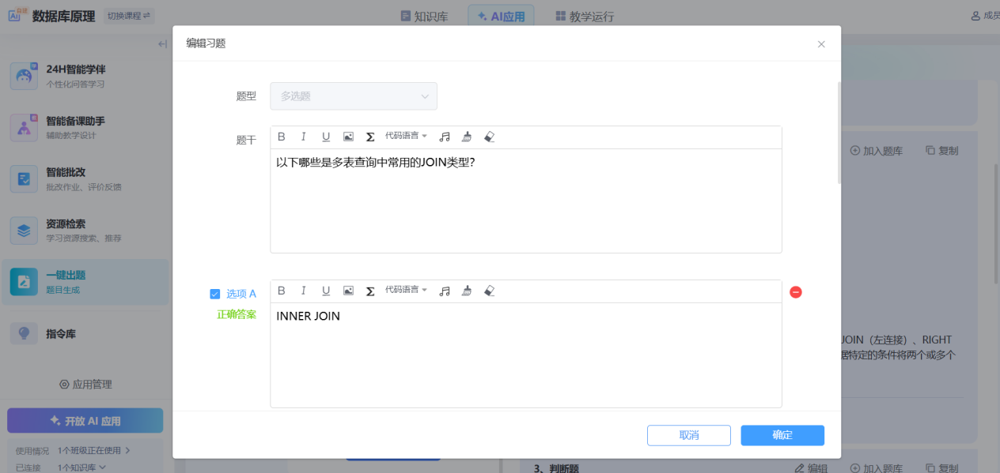 自建
AI
数据库原理
切换课程
知识库
AI应用
教学运行
成员
24H智能学伴
个性化问答学习
智能备课助手
辅助教学设计
智能批改
批改作业、评价反馈
资源检索
学习资源搜索、推荐
一键出题
题目生成
指令库
应用管理
开放 AI 应用
使用情况 1个班级正在使用
已连接 1个知识库
编辑习题
题型
多选题
题干
B I U Σ 代码语言
以下哪些是多表查询中常用的JOIN类型?
选项 A
正确答案
B I U Σ 代码语言
INNER JOIN
取消
确定
加入题库
复制
JOIN（左连接）、RIGHT
据特定的条件将两个或多个
3、判断题
编辑
加入题库
复制